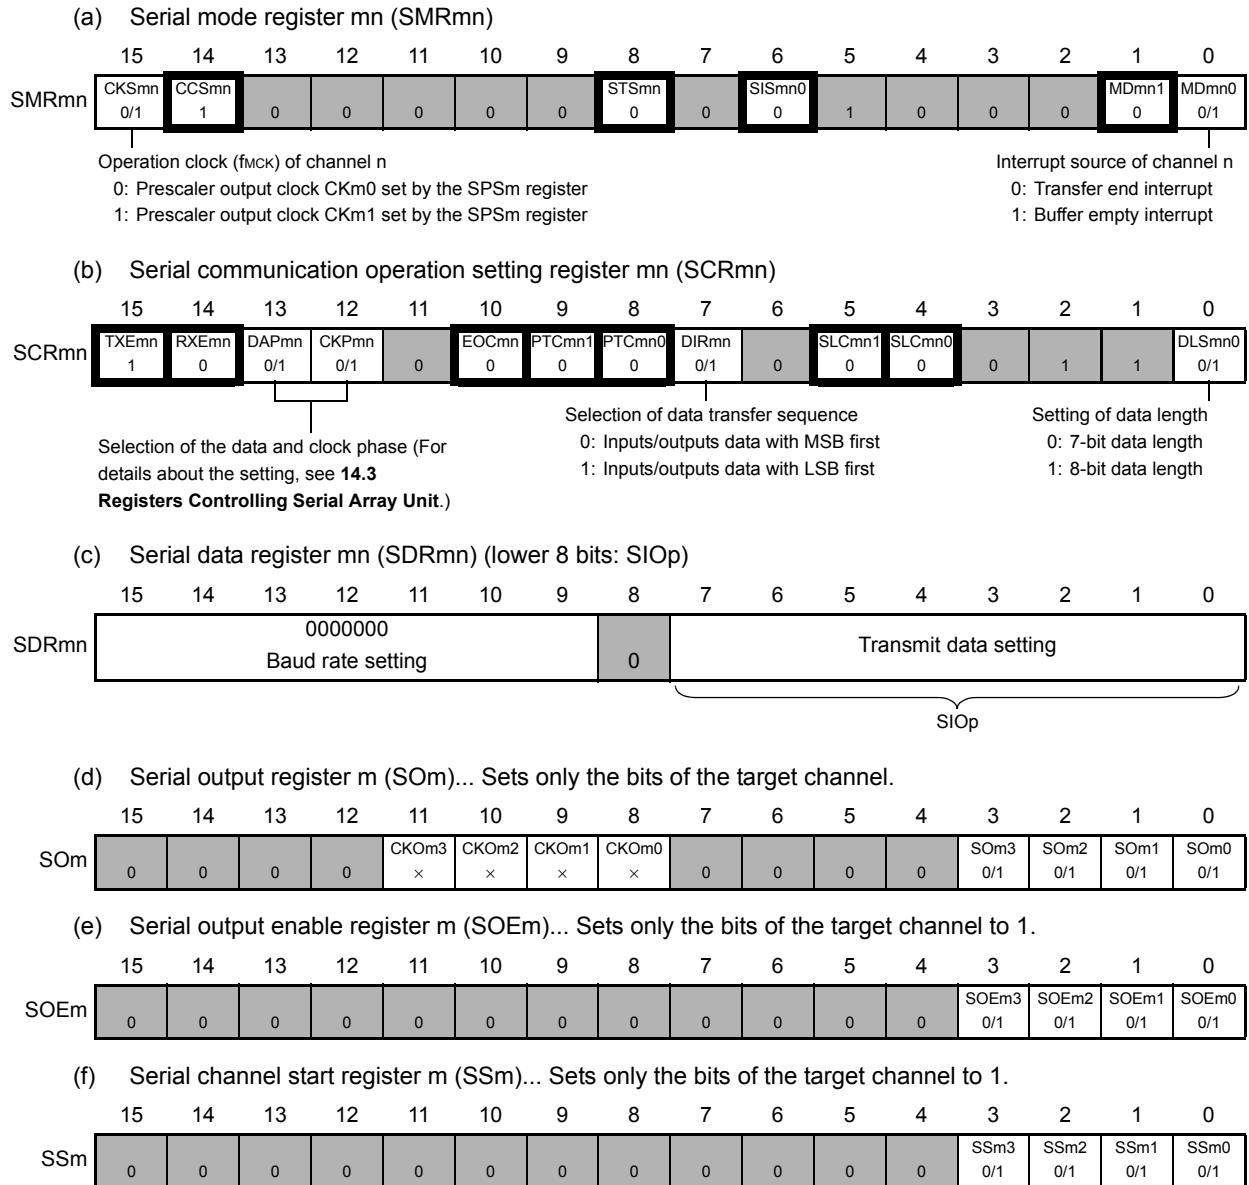 (a) Serial mode register mn (SMRmn)
15 14 13 12 11 10 9 8 7 6 5 4 3 2 1 0
CKSmn CCSmn STSmn SISmn0 MDmn1 MDmn0
SMRmn
0/1 1 0 0 0 0 0 0 0 0 1 0 0 0 0 0/1
Operation clock (fMCK) of channel n
0: Prescaler output clock CKm0 set by the SPSm register
1: Prescaler output clock CKm1 set by the SPSm register
Interrupt source of channel n
0: Transfer end interrupt
1: Buffer empty interrupt
(b) Serial communication operation setting register mn (SCRmn)
15 14 13 12 11 10 9 8 7 6 5 4 3 2 1 0
TXEmn RXEmn DAPmn CKPmn EOCmn PTCmn1 PTCmn0 DIRmn SLCmn1 SLCmn0 DLSmn0
SCRmn
1 0 0/1 0/1 0 0 0 0 0/1 0 0 0 0 1 1 0/1
Selection of the data and clock phase (For
details about the setting, see 14.3
Registers Controlling Serial Array Unit.)
Selection of data transfer sequence
0: Inputs/outputs data with MSB first
1: Inputs/outputs data with LSB first
Setting of data length
0: 7-bit data length
1: 8-bit data length
(c) Serial data register mn (SDRmn) (lower 8 bits: SIOp)
15 14 13 12 11 10 9 8 7 6 5 4 3 2 1 0
SDRmn
0000000
Baud rate setting
0
Transmit data setting
SIOp
(d) Serial output register m (SOm)... Sets only the bits of the target channel.
15 14 13 12 11 10 9 8 7 6 5 4 3 2 1 0
CKOm3 CKOm2 CKOm1 CKOm0 SOm3 SOm2 SOm1 SOm0
SOm
0 0 0 0 × × × × 0 0 0 0 0/1 0/1 0/1 0/1
(e) Serial output enable register m (SOEm)... Sets only the bits of the target channel to 1.
15 14 13 12 11 10 9 8 7 6 5 4 3 2 1 0
SOEm3 SOEm2 SOEm1 SOEm0
SOEm
0 0 0 0 0 0 0 0 0 0 0 0 0/1 0/1 0/1 0/1
(f) Serial channel start register m (SSm)... Sets only the bits of the target channel to 1.
15 14 13 12 11 10 9 8 7 6 5 4 3 2 1 0
SSm3 SSm2 SSm1 SSm0
SSm
0 0 0 0 0 0 0 0 0 0 0 0 0/1 0/1 0/1 0/1